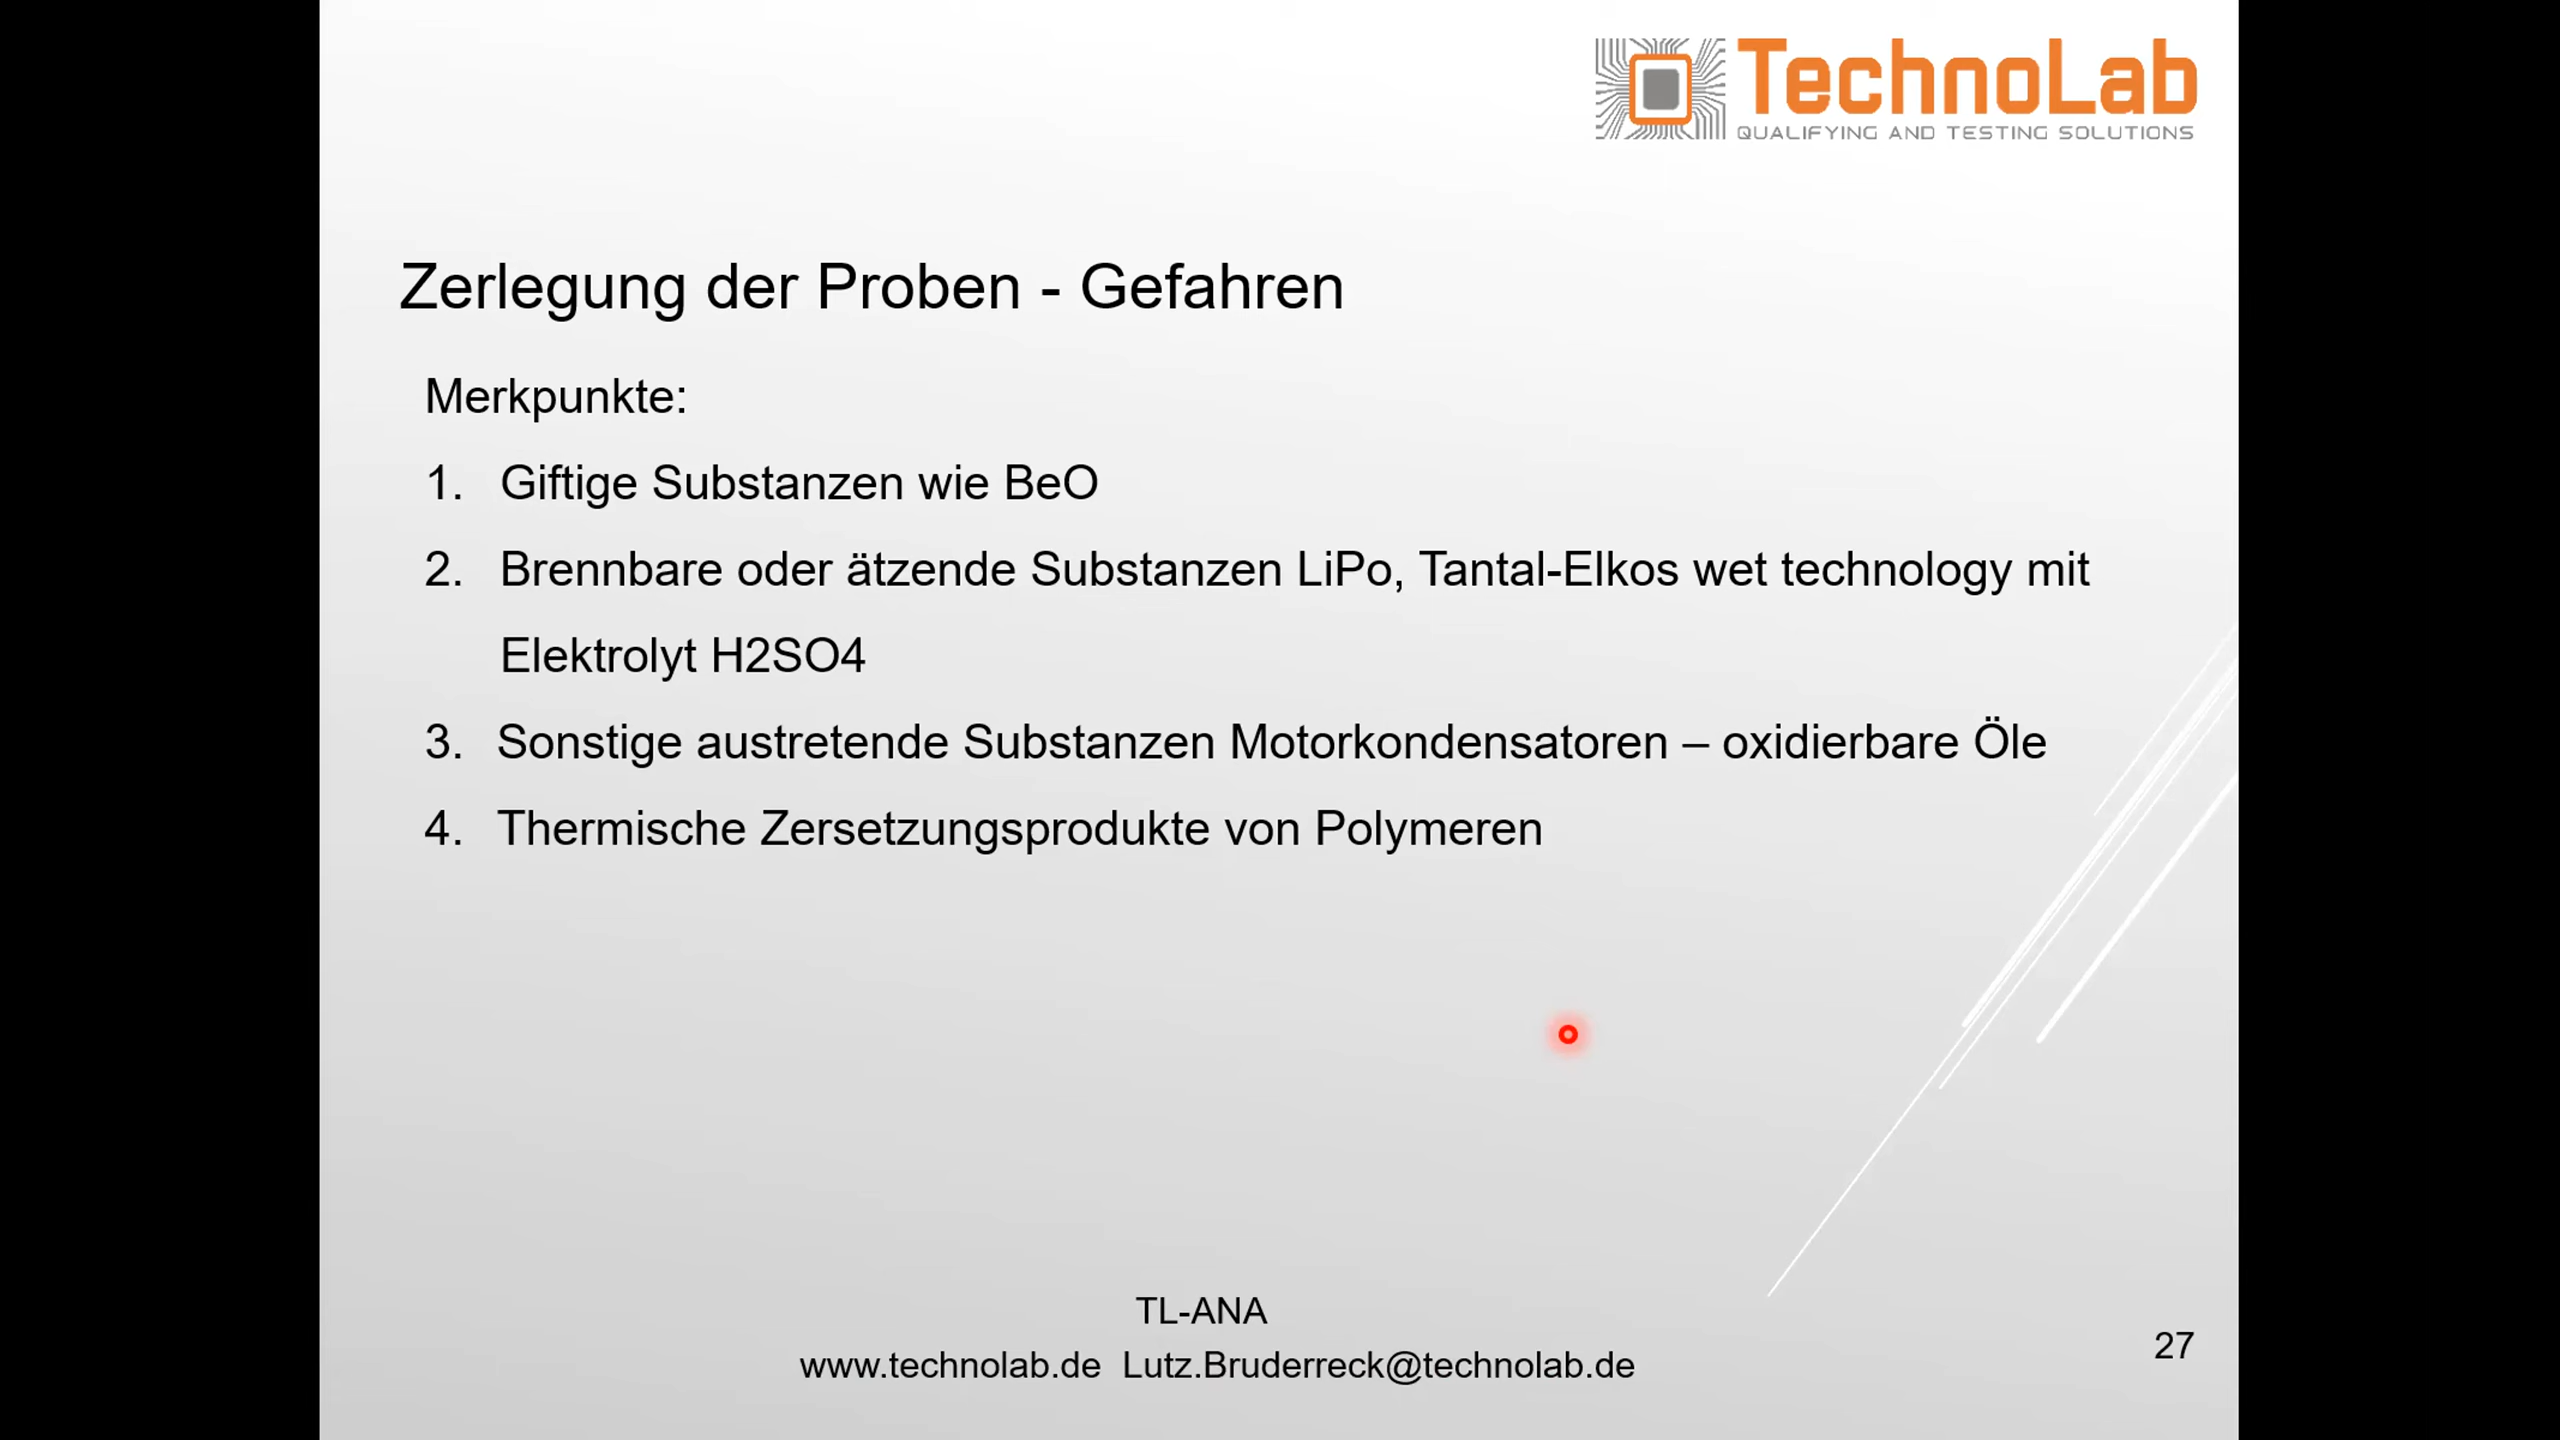 TechnoLab
QUALIFYING AND TESTING SOLUTIONS
Zerlegung der Proben - Gefahren
Merkpunkte:
1. Giftige Substanzen wie BeO
2. Brennbare oder ätzende Substanzen LiPo, Tantal-Elkos wet technology mit
Elektrolyt H2SO4
3. Sonstige austretende Substanzen Motorkondensatoren – oxidierbare Öle
4. Thermische Zersetzungsprodukte von Polymeren
TL-ANA
www.technolab.de Lutz.Bruderreck@technolab.de
27